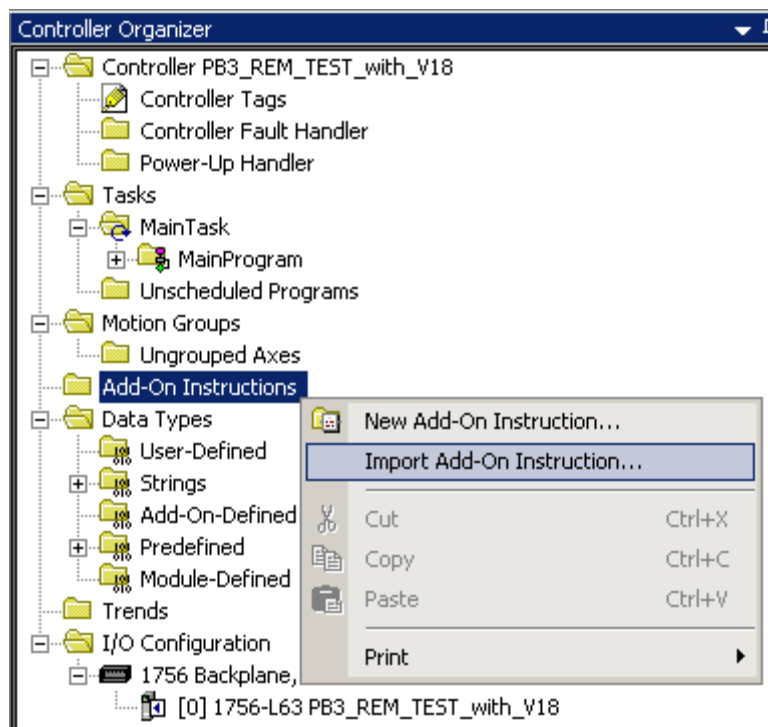 Controller Organizer
Controller PB3_REM_TEST_with_V18
Controller Tags
Controller Fault Handler
Power-Up Handler
Tasks
MainTask
MainProgram
Unscheduled Programs
Motion Groups
Ungrouped Axes
Add-On Instructions
Data Types
User-Defined
Strings
Add-On-Defined
Predefined
Module-Defined
Trends
I/O Configuration
1756 Backplane,
[0] 1756-L63 PB3_REM_TEST_with_V18
New Add-On Instruction...
Import Add-On Instruction...
Cut Ctrl+X
Copy Ctrl+C
Paste Ctrl+V
Print